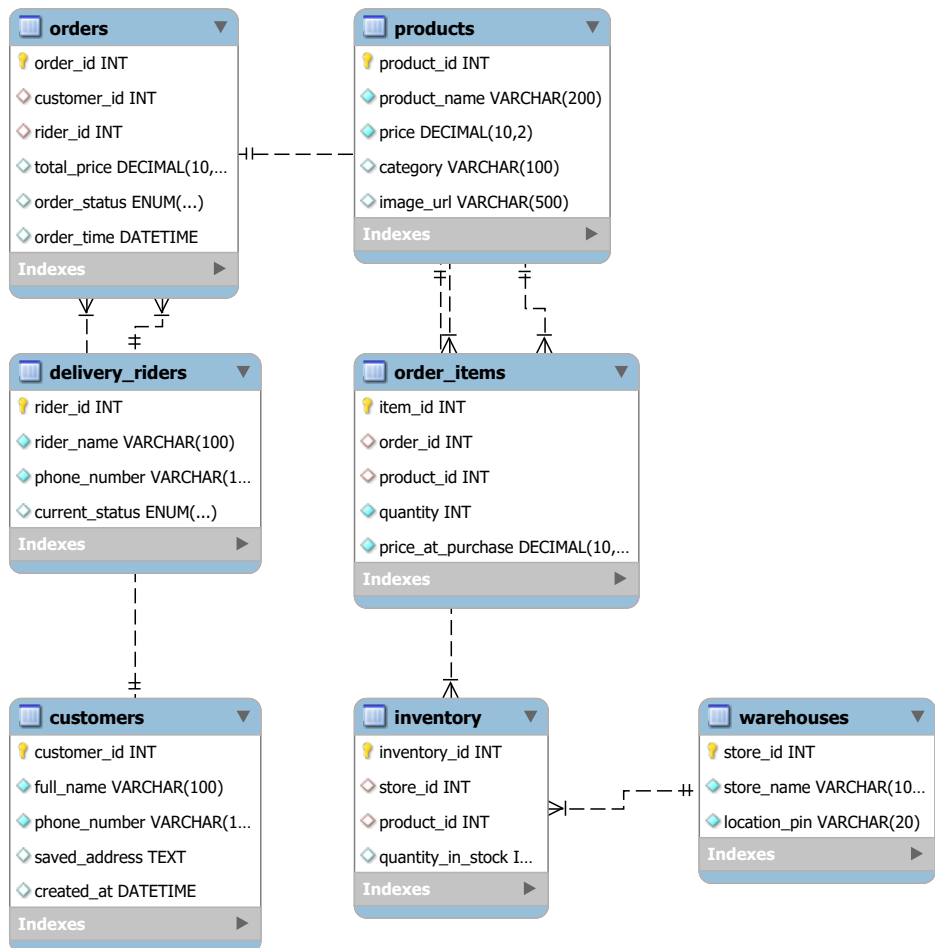 orders
order_id INT
customer_id INT
rider_id INT
total_price DECIMAL(10,...
order_status ENUM(...)
order_time DATETIME
Indexes
products
product_id INT
product_name VARCHAR(200)
price DECIMAL(10,2)
category VARCHAR(100)
image_url VARCHAR(500)
Indexes
delivery_riders
rider_id INT
rider_name VARCHAR(100)
phone_number VARCHAR(1...
current_status ENUM(...)
Indexes
order_items
item_id INT
order_id INT
product_id INT
quantity INT
price_at_purchase DECIMAL(10,...
Indexes
customers
customer_id INT
full_name VARCHAR(100)
phone_number VARCHAR(1...
saved_address TEXT
created_at DATETIME
Indexes
inventory
inventory_id INT
store_id INT
product_id INT
quantity_in_stock I...
Indexes
warehouses
store_id INT
store_name VARCHAR(10...
location_pin VARCHAR(20)
Indexes